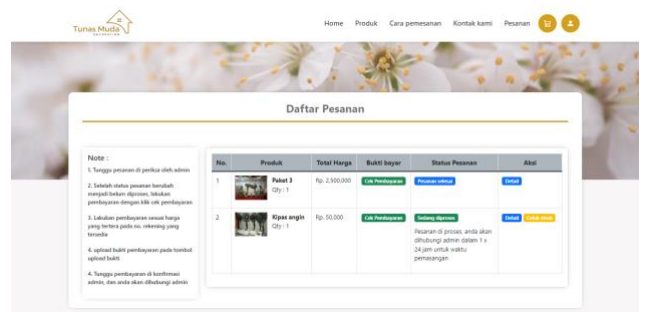 Tunas Muda
DECORATION
Home Produk Cara pemesanan Kontak kami Pesanan
Daftar Pesanan
Note :
1. Tunggu pesanan di periksa oleh admin
2. Setelah status pesanan berubah
menjadi belum diproses, lakukan
pembayaran dengan klik cek pembayaran
3. Lakukan pembayaran sesuai harga
yang tertera pada no. rekening yang
tersedia
4. upload bukti pembayaran pada tombol
upload bukti
4. Tunggu pembayaran di konfirmasi
admin, dan anda akan dihubungi admin
No. Produk Total Harga Bukti bayar Status Pesanan Aksi
1 Paket 3 Rp. 2,500,000 Cek Pembayaran Pesanan selesai Detail
Qty : 1
2 Kipas angin Rp. 50,000 Cek Pembayaran Sedang diproses Detail Cetak struk
Qty : 1
Pesanan di proses, anda akan
dihubungi admin dalam 1 x
24 jam untuk waktu
pemasangan